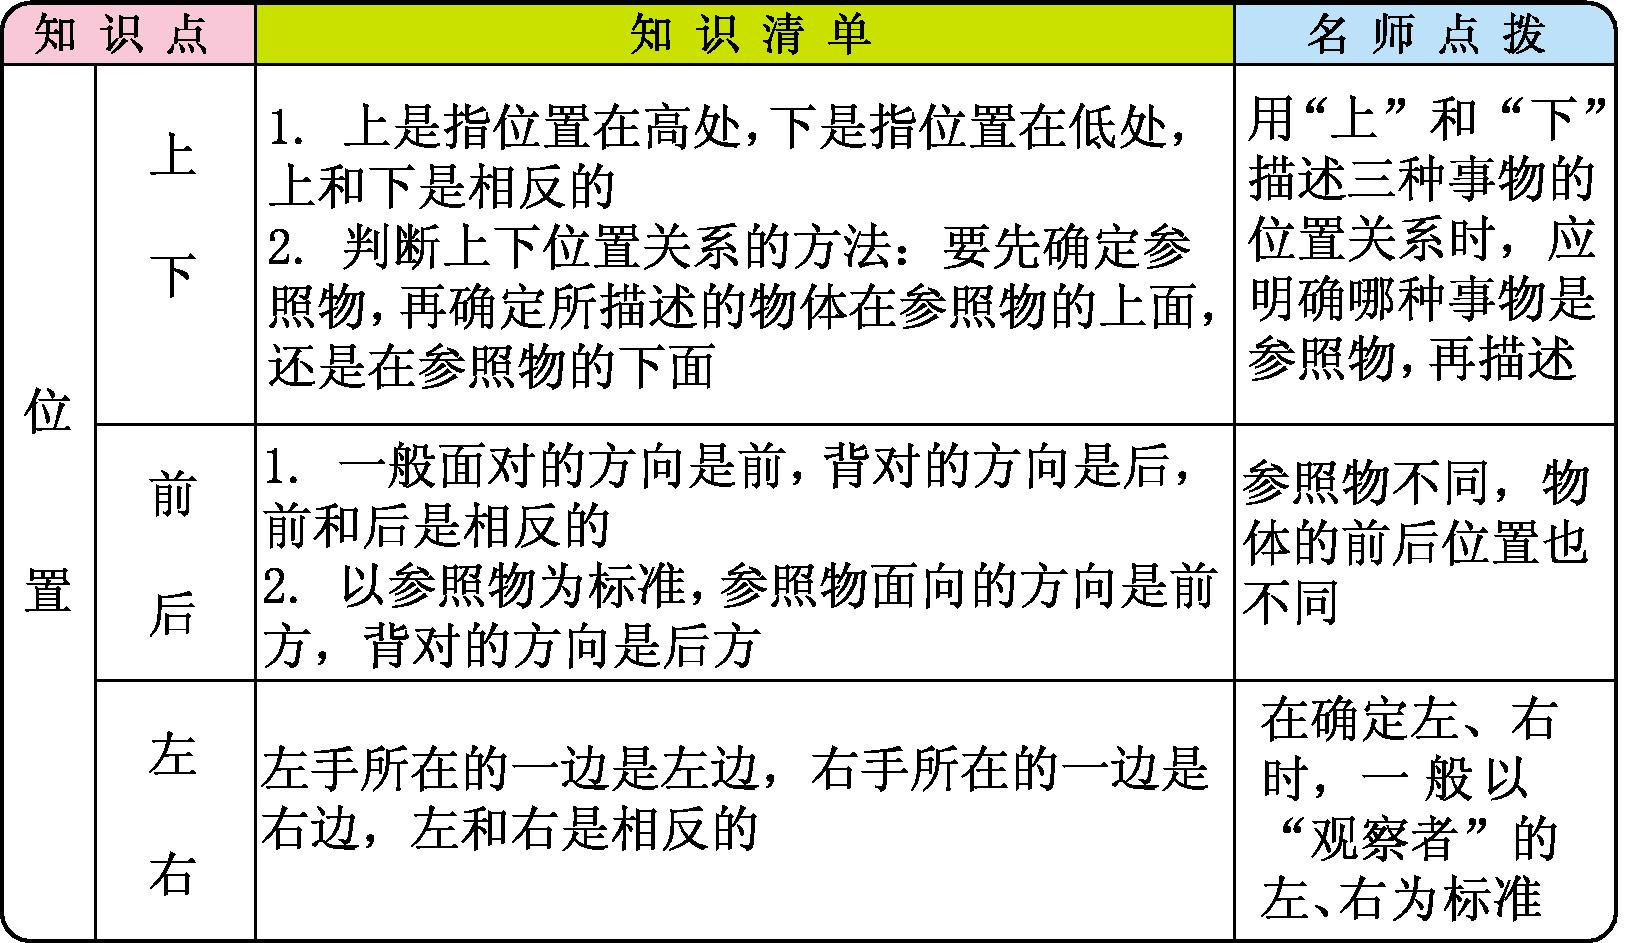 知识点 知识清单 名师点拨
位置
上下
1. 上是指位置在高处，下是指位置在低处，
上和下是相反的
2. 判断上下位置关系的方法：要先确定参
照物，再确定所描述的物体在参照物的上面，
还是在参照物的下面
用“上”和“下”
描述三种事物的
位置关系时，应
明确哪种事物是
参照物，再描述
前后
1. 一般面对的方向是前，背对的方向是后，
前和后是相反的
2. 以参照物为标准，参照物面向的方向是前
方，背对的方向是后方
参照物不同，物
体的前后位置也
不同
左右
左手所在的一边是左边，右手所在的一边是
右边，左和右是相反的
在确定左、右
时，一般以
“观察者”的
左、右为标准